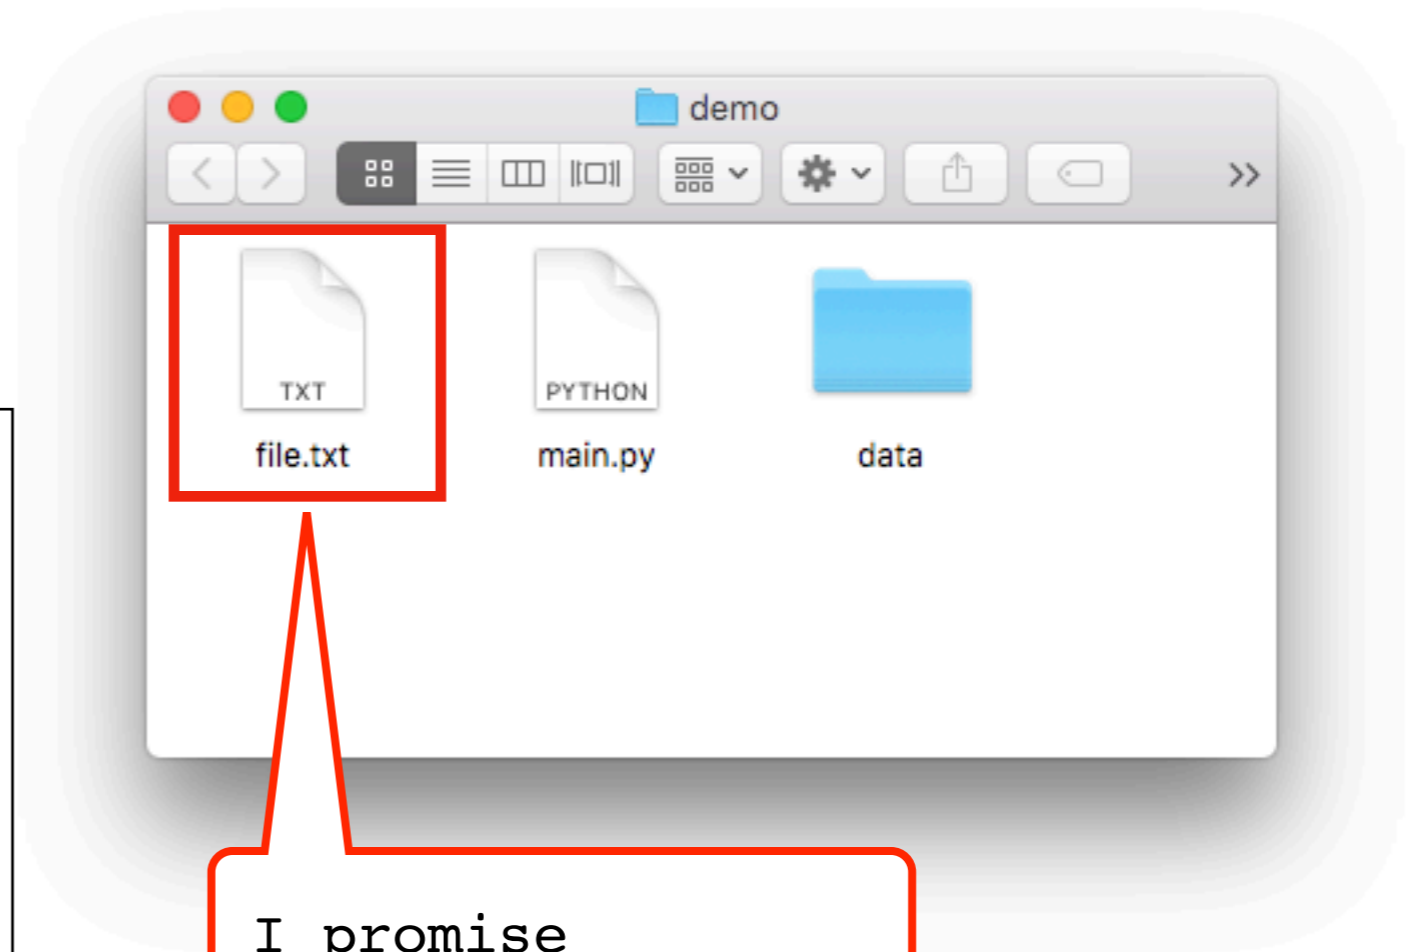 demo
TXT
PYTHON
file.txt
main.py
data
I promise